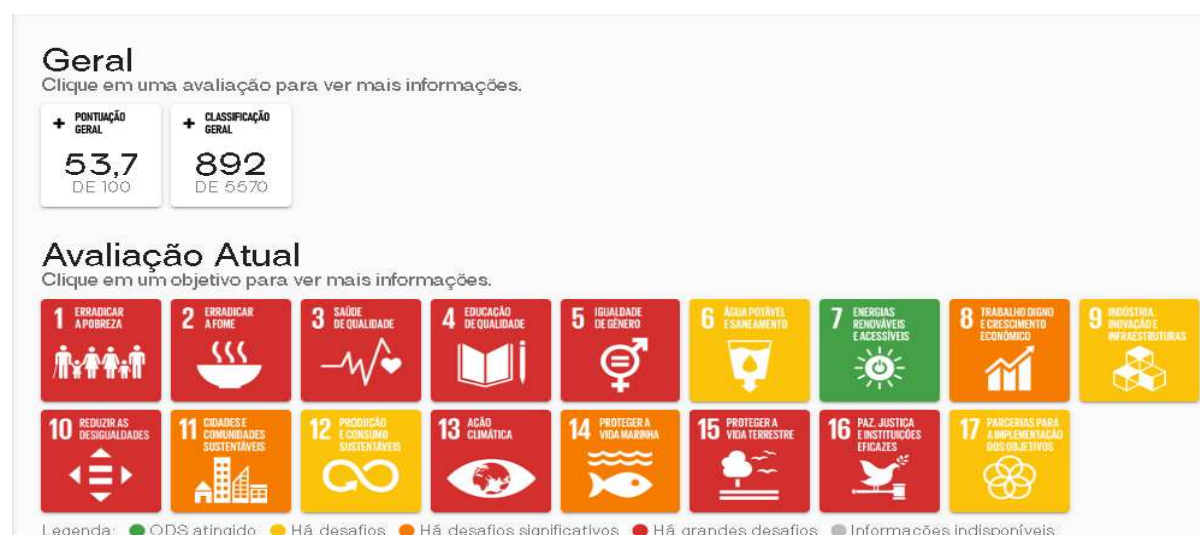 Geral
Clique em uma avaliação para ver mais informações.
+ PONTUAÇÃO GERAL
53,7
DE 100
+ CLASSIFICAÇÃO GERAL
892
DE 5570
Avaliação Atual
Clique em um objetivo para ver mais informações.
1 ERRADICAR
A POBREZA
2 ERRADICAR
A FOME
3 SAÚDE
DE QUALIDADE
4 EDUCAÇÃO
DE QUALIDADE
5 IGUALDADE
DE GÉNERO
6 ÁGUA POTÁVEL
E SANEAMENTO
7 ENERGIAS
RENOVÁVEIS
E ACESSÍVEIS
8 TRABALHO DIGNO
E CRESCIMENTO
ECONÓMICO
9 INDÚSTRIA,
INOVAÇÃO E
INFRAESTRUTURAS
10 REDUZIR AS
DESIGUALDADES
11 CIDADES E
COMUNIDADES
SUSTENTÁVEIS
12 PRODUÇÃO
E CONSUMO
SUSTENTÁVEIS
13 AÇÃO
CLIMÁTICA
14 PROTEGER A
VIDA MARINHA
15 PROTEGER A
VIDA TERRESTRE
16 PAZ, JUSTIÇA
E INSTITUIÇÕES
EFICAZES
17 PARCERIAS PARA
A IMPLEMENTAÇÃO
DOS OBJETIVOS
Legenda: ODS atingido Há desafios Há desafios significativos Há grandes desafios Informações indisponíveis